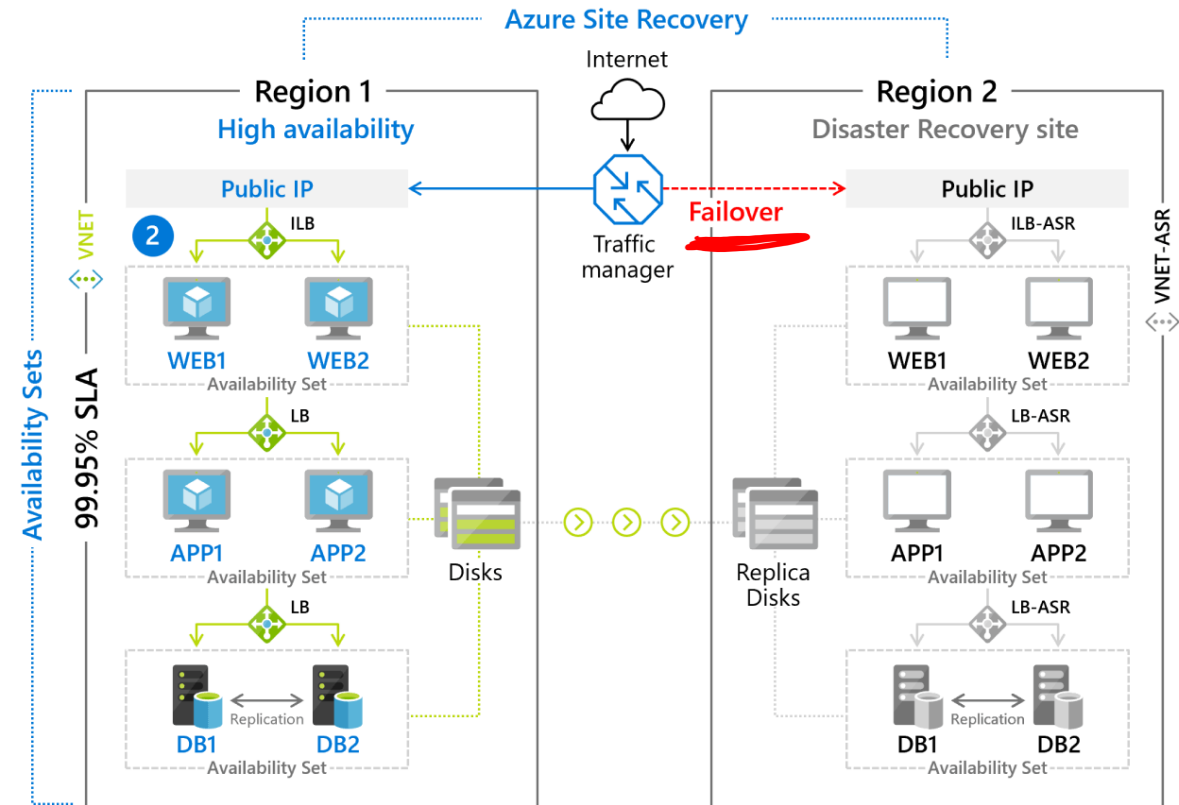 Azure Site Recovery
Internet
Region 1
High availability
Region 2
Disaster Recovery site
Public IP
Public IP
Failover
Traffic
manager
2
ILB
ILB-ASR
VNET
VNET-ASR
WEB1
WEB2
Availability Set
WEB1
WEB2
Availability Set
Availability Sets
99.95% SLA
LB
LB-ASR
APP1
APP2
Availability Set
Disks
Replica
Disks
APP1
APP2
Availability Set
LB
LB-ASR
Replication
DB1
DB2
Availability Set
Replication
DB1
DB2
Availability Set